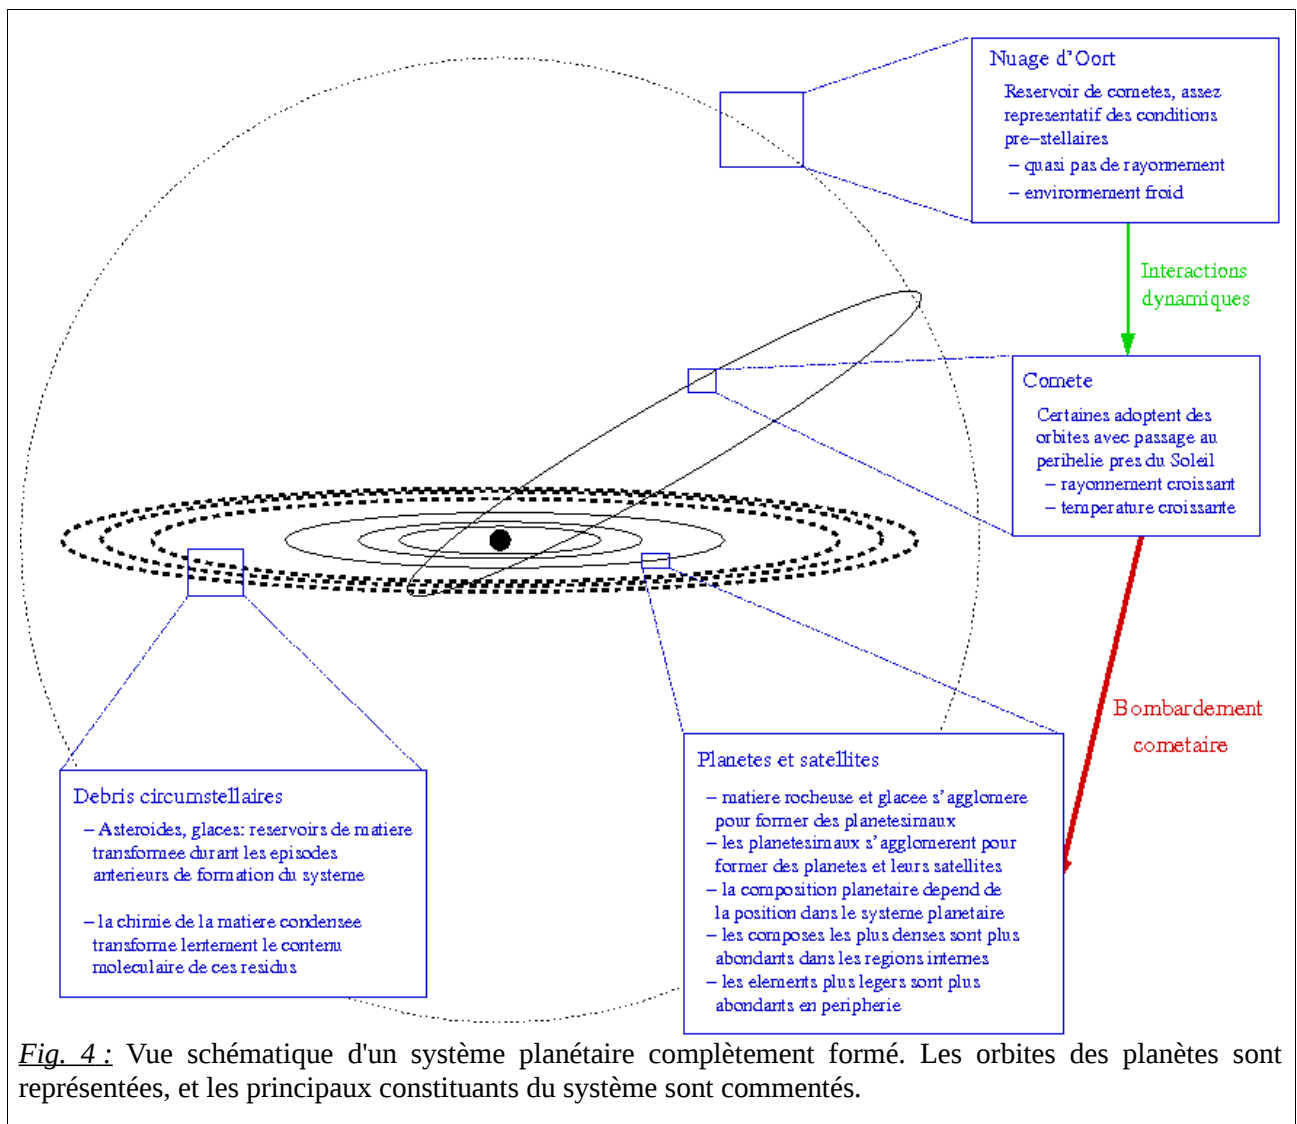 Nuage d'Oort
Reservoir de cometes, assez
representatif des conditions
pre-stellaires
- quasi pas de rayonnement
- environnement froid
Interactions
dynamiques
Comete
Certaines adoptent des
orbites avec passage au
perihelie pres du Soleil
- rayonnement croissant
- temperature croissante
Bombardement
cometaire
Debris circumstellaires
- Asteroides, glaces: reservoirs de matiere
transformee durant les episodes
anterieurs de formation du systeme
- la chimie de la matiere condensee
transforme lentement le contenu
moleculaire de ces residus
Planetes et satellites
- matiere rocheuse et glacee s'agglomere
pour former des planetesimaux
- les planetesimaux s'agglomerent pour
former des planetes et leurs satellites
- la composition planetaire depend de
la position dans le systeme planetaire
- les composes les plus denses sont plus
abondants dans les regions internes
- les elements plus legers sont plus
abondants en peripherie
Fig. 4 : Vue schématique d'un système planétaire complètement formé. Les orbites des planètes sont
représentées, et les principaux constituants du système sont commentés.